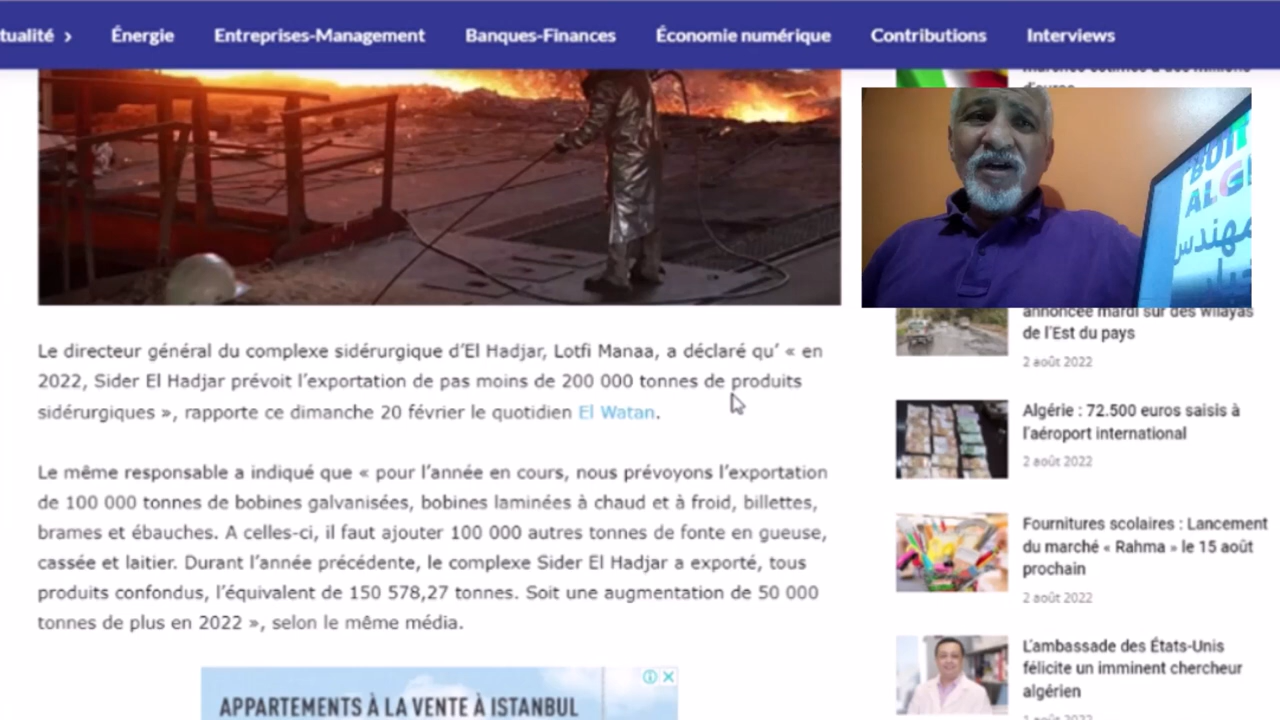 tualité › Énergie Entreprises-Management Banques-Finances Économie numérique Contributions Interviews
Le directeur général du complexe sidérurgique d'El Hadjar, Lotfi Manaa, a déclaré qu' « en
2022, Sider El Hadjar prévoit l'exportation de pas moins de 200 000 tonnes de produits
sidérurgiques », rapporte ce dimanche 20 février le quotidien El Watan.
Le même responsable a indiqué que « pour l'année en cours, nous prévoyons l'exportation
de 100 000 tonnes de bobines galvanisées, bobines laminées à chaud et à froid, billettes,
brames et ébauches. A celles-ci, il faut ajouter 100 000 autres tonnes de fonte en gueuse,
cassée et laitier. Durant l'année précédente, le complexe Sider El Hadjar a exporté, tous
produits confondus, l'équivalent de 150 578,27 tonnes. Soit une augmentation de 50 000
tonnes de plus en 2022 », selon le même média.
APPARTEMENTS À LA VENTE À ISTANBUL
ALG
مهندس
annoncée mardi sur des wilayas
de l'Est du pays
2 août 2022
Algérie : 72.500 euros saisis à
l'aéroport international
2 août 2022
Fournitures scolaires : Lancement
du marché « Rahma » le 15 août
prochain
2 août 2022
L'ambassade des États-Unis
félicite un imminent chercheur
algérien